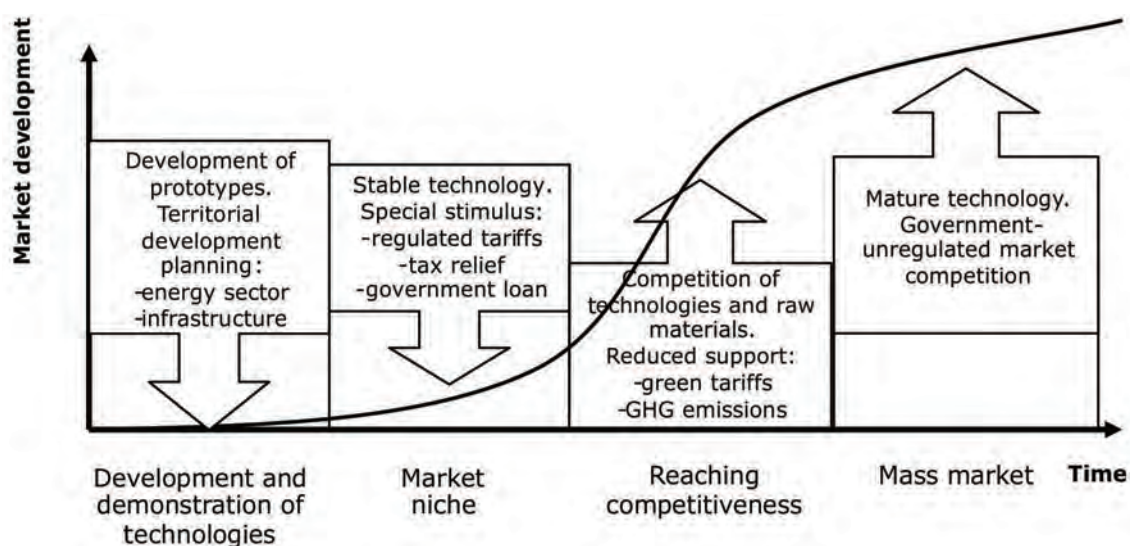 Market development
Development of
prototypes.
Territorial
development
planning:
-energy sector
-infrastructure
Stable technology.
Special stimulus:
-regulated tariffs
-tax relief
-government loan
Competition of
technologies and raw
materials.
Reduced support:
-green tariffs
-GHG emissions
Mature technology.
Government-
unregulated market
competition
Development and
demonstration of
technologies
Market
niche
Reaching
competitiveness
Mass market
Time